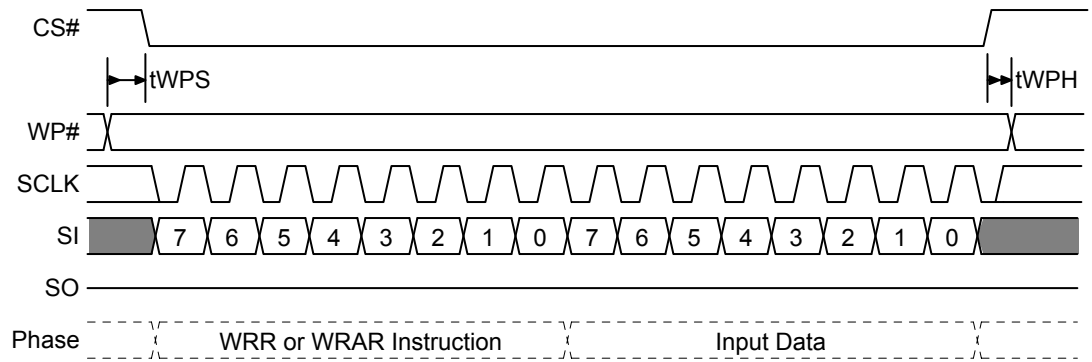 CS#
tWPS
tWPH
WP#
SCLK
SI 7 6 5 4 3 2 1 0 7 6 5 4 3 2 1 0
SO
Phase WRR or WRAR Instruction Input Data